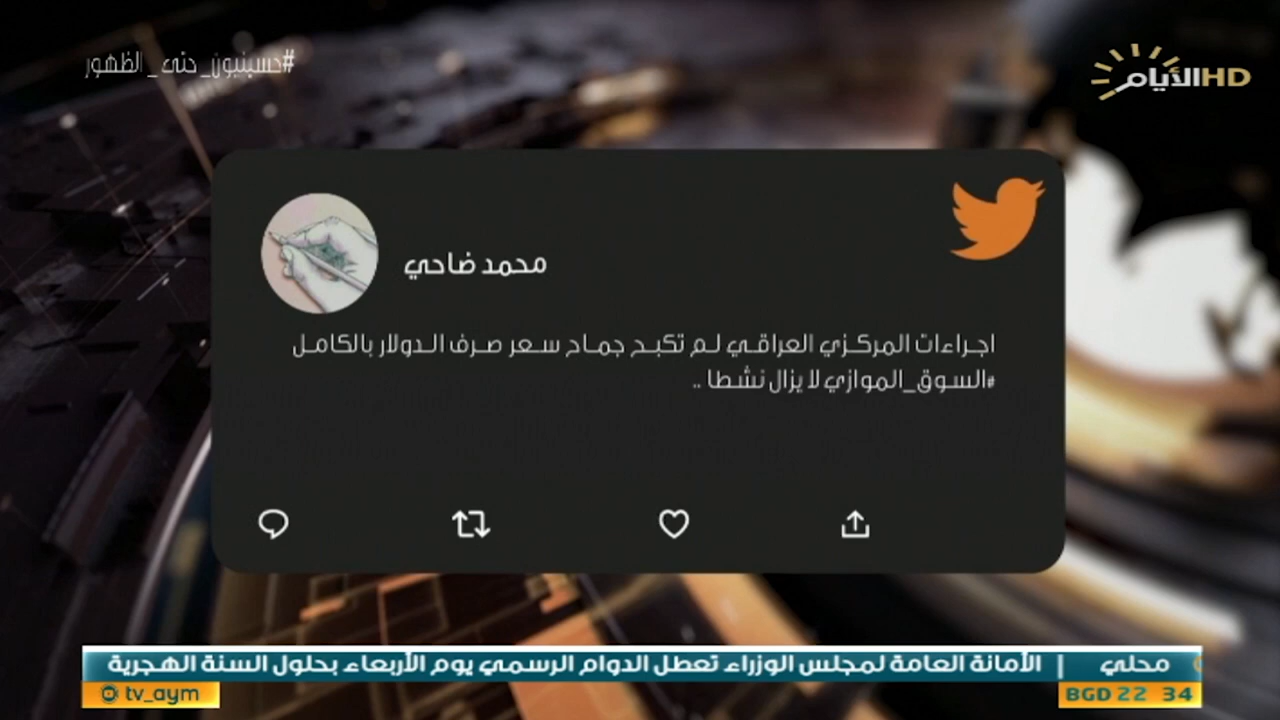 #حسينيون_حتى_الظهور
الأيام HD
محمد ضاحي
اجراءات المركزي العراقي لم تكبح جماح سعر صرف الدولار بالكامل
#السوق_الموازي لا يزال نشطا ..
محلي | الأمانة العامة لمجلس الوزراء تعطل الدوام الرسمي يوم الأربعاء بحلول السنة الهجرية
BGD 22 34
tv_aym